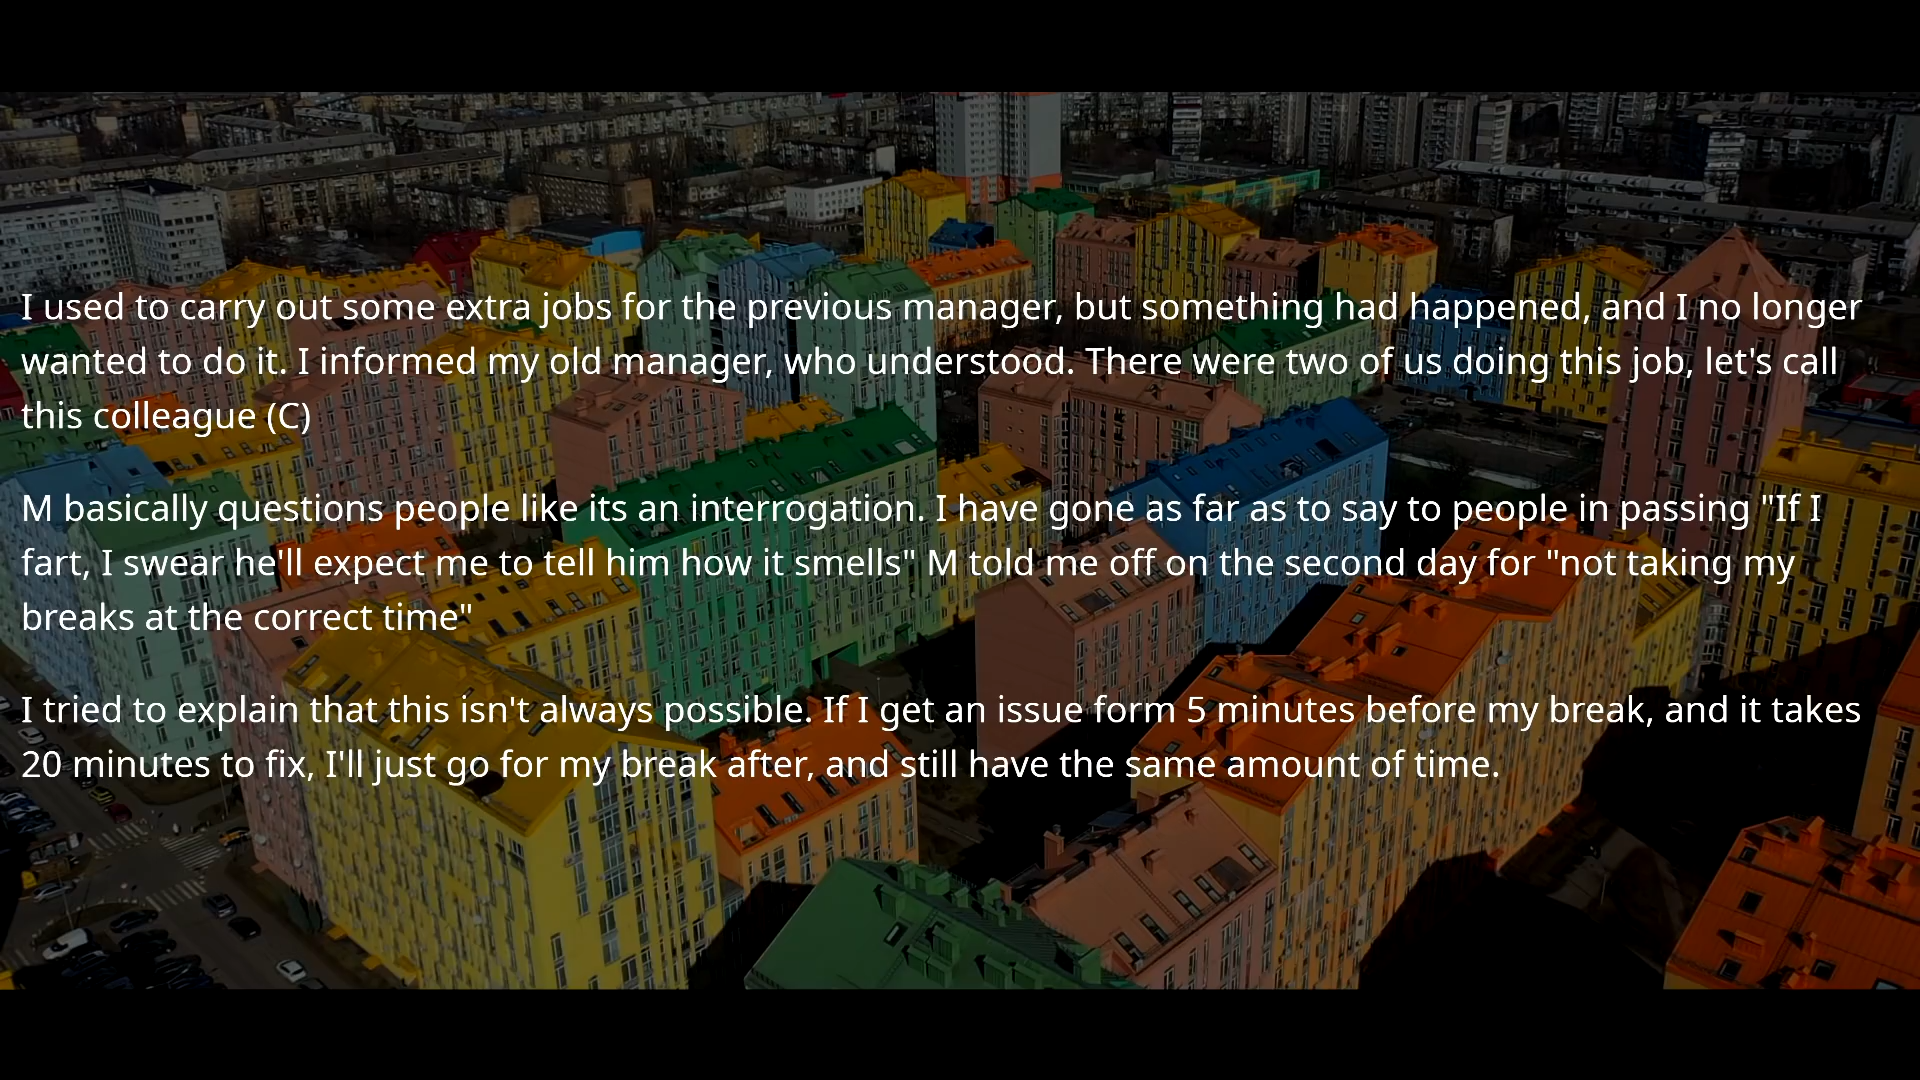 I used to carry out some extra jobs for the previous manager, but something had happened, and I no longer
wanted to do it. I informed my old manager, who understood. There were two of us doing this job, let's call
this colleague (C)
M basically questions people like its an interrogation. I have gone as far as to say to people in passing "If I
fart, I swear he'll expect me to tell him how it smells" M told me off on the second day for "not taking my
breaks at the correct time"
I tried to explain that this isn't always possible. If I get an issue form 5 minutes before my break, and it takes
20 minutes to fix, I'll just go for my break after, and still have the same amount of time.